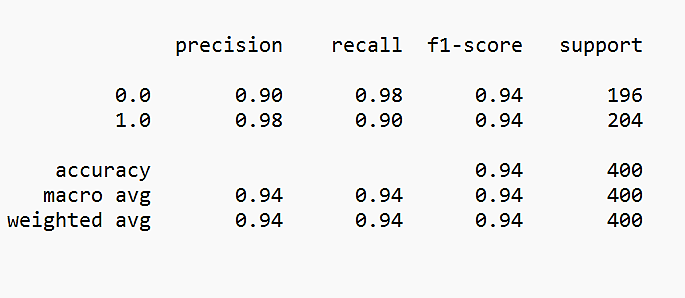 precision recall f1-score support
0.0 0.90 0.98 0.94 196
1.0 0.98 0.90 0.94 204
accuracy 0.94 400
macro avg 0.94 0.94 0.94 400
weighted avg 0.94 0.94 0.94 400